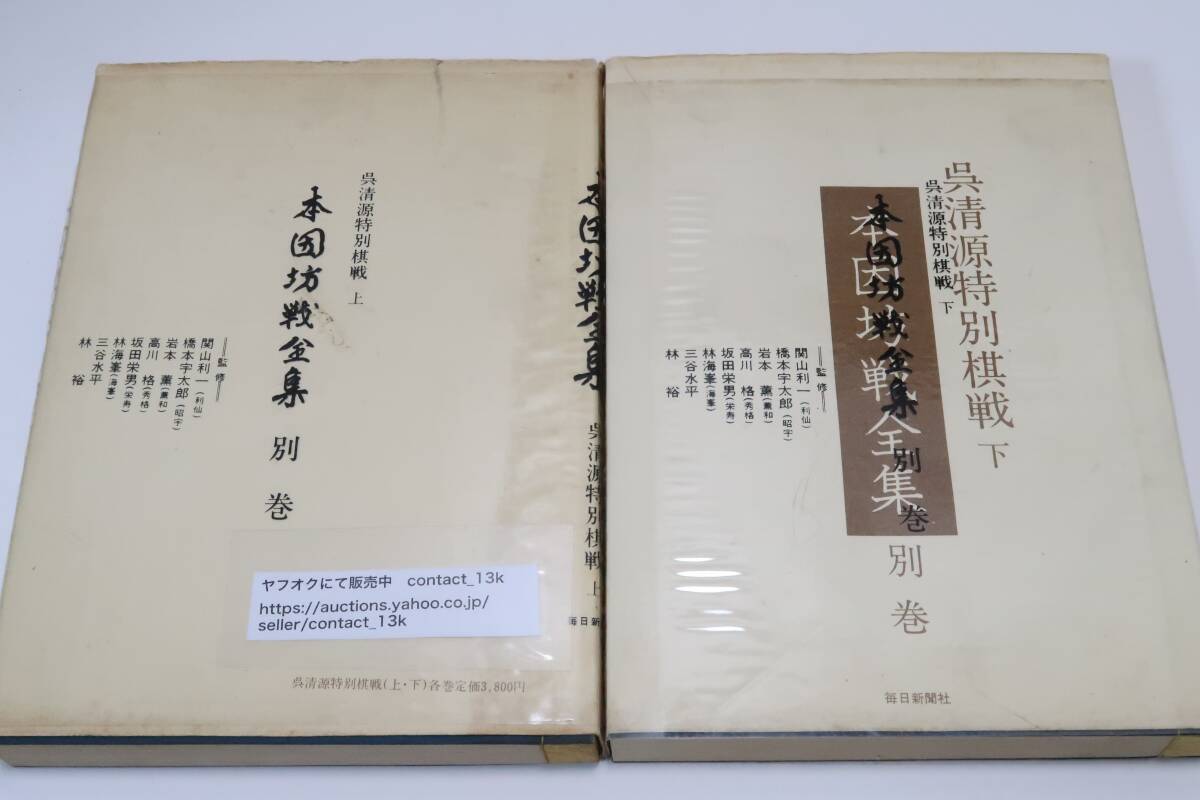 呉清源特別棋戦 上
本因坊戦全集 別巻
監修
関山利一(利仙)
橋本宇太郎(昭宇)
岩本薫(薫和)
高川格(秀格)
坂田栄男(栄寿)
林海峯(海峯)
三谷水平
林裕
本因坊戦全集
呉清源特別棋戦 上
毎日新
ヤフオクにて販売中 contact_13k
https://auctions.yahoo.co.jp/
seller/contact_13k
呉清源特別棋戦(上・下)各巻定価3,800円
呉清源特別棋戦 下
本因坊戦全集 別巻
呉清源特別棋戦 下
本因坊戦全集 別巻
監修
関山利一(利仙)
橋本宇太郎(昭宇)
岩本薫(薫和)
高川格(秀格)
坂田栄男(栄寿)
林海峯(海峯)
三谷水平
林裕
毎日新聞社